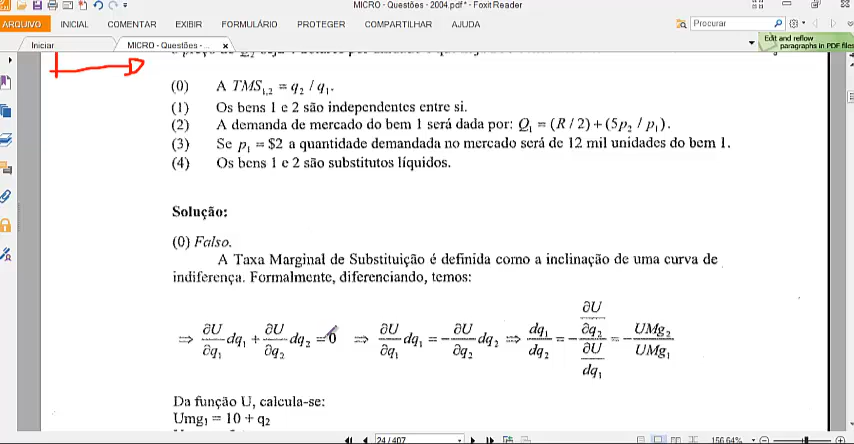 MICRO - Questões - 2004.pdf* - Foxit Reader
ARQUIVO INICIAL COMENTAR EXIBIR FORMULÁRIO PROTEGER COMPARTILHAR AJUDA
Procurar
Iniciar MICRO - Questões - ... x
Edit and reflow
paragraphs in PDF files
(0) A TMS1,2 = q2 / q1.
(1) Os bens 1 e 2 são independentes entre si.
(2) A demanda de mercado do bem 1 será dada por: Q1 = (R / 2) + (5p2 / p1).
(3) Se p1 = $2 a quantidade demandada no mercado será de 12 mil unidades do bem 1.
(4) Os bens 1 e 2 são substitutos líquidos.
Solução:
(0) Falso.
A Taxa Marginal de Substituição é definida como a inclinação de uma curva de
indiferença. Formalmente, diferenciando, temos:
⇒ ∂U/∂q1 dq1 + ∂U/∂q2 dq2 = 0 ⇒ ∂U/∂q1 dq1 = − ∂U/∂q2 dq2 ⇒ dq1/dq2 = − (∂U/∂q2)/(∂U/dq1) = − UMg2/UMg1
Da função U, calcula-se:
Umg1 = 10 + q2
24 / 407
156,64%